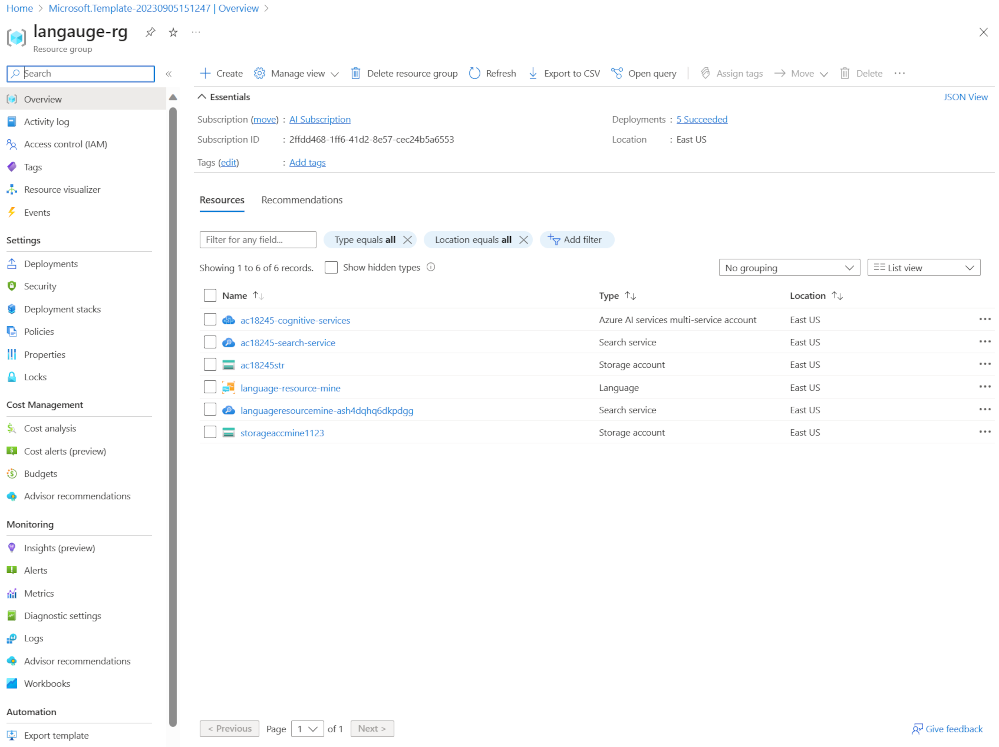 Home > Microsoft.Template-20230905151247 | Overview >
langauge-rg
Resource group
Search
Overview
Activity log
Access control (IAM)
Tags
Resource visualizer
Events
Settings
Deployments
Security
Deployment stacks
Policies
Properties
Locks
Cost Management
Cost analysis
Cost alerts (preview)
Budgets
Advisor recommendations
Monitoring
Insights (preview)
Alerts
Metrics
Diagnostic settings
Logs
Advisor recommendations
Workbooks
Automation
Export template
Create Manage view Delete resource group Refresh Export to CSV Open query Assign tags Move Delete
Essentials JSON View
Subscription (move) : AI Subscription Deployments : 5 Succeeded
Subscription ID : 2ffdd468-1ff6-41d2-8e57-cec24b5a6553 Location : East US
Tags (edit) : Add tags
Resources Recommendations
Filter for any field... Type equals all Location equals all Add filter
Showing 1 to 6 of 6 records. Show hidden types No grouping List view
Name Type Location
ac18245-cognitive-services Azure AI services multi-service account East US
ac18245-search-service Search service East US
ac18245str Storage account East US
language-resource-mine Language East US
languageresourcemine-ash4dqhq6dkpdgg Search service East US
storageaccmine1123 Storage account East US
< Previous Page 1 of 1 Next > Give feedback